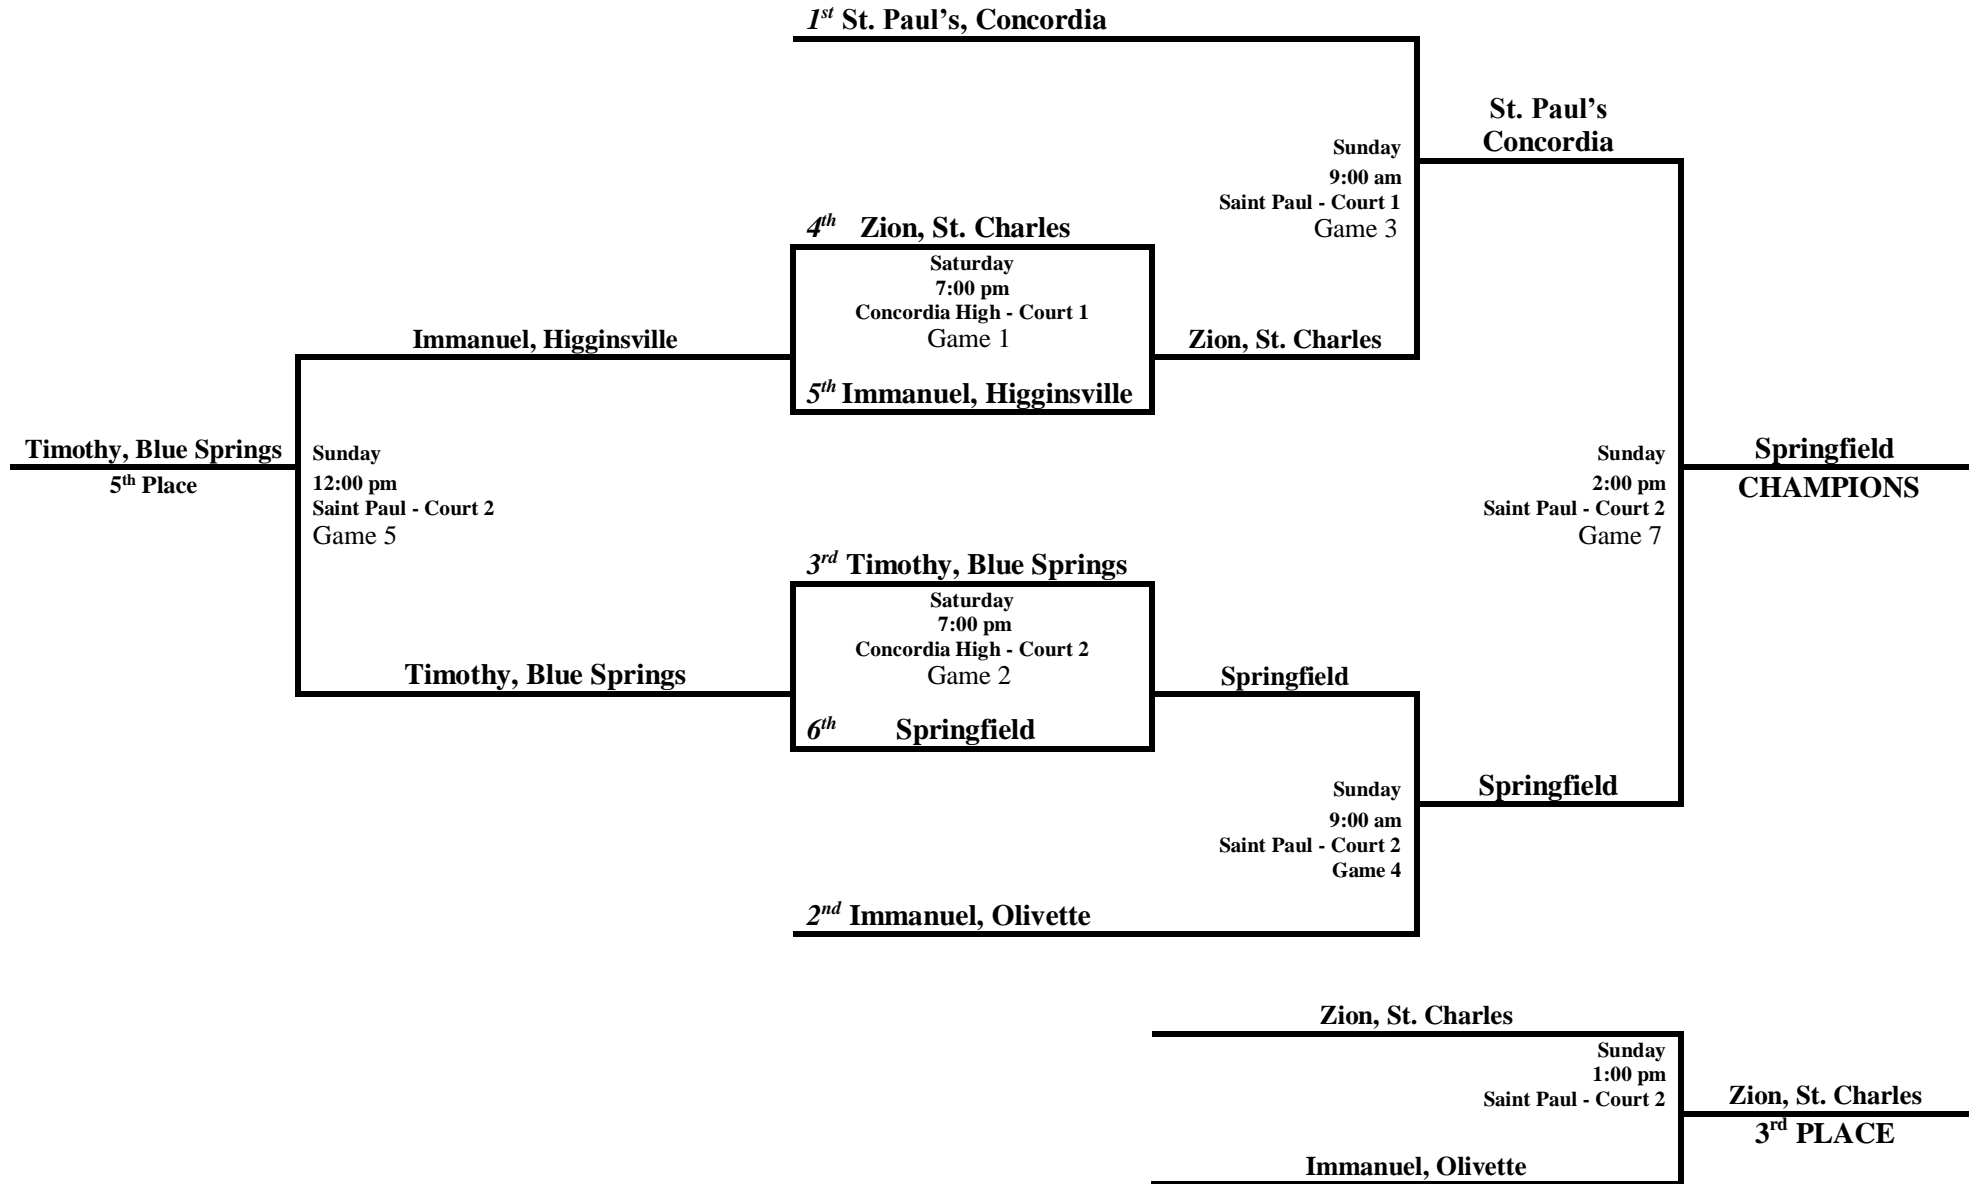 1st St. Paul’s, Concordia
St. Paul’s
Concordia
Sunday
9:00 am
Saint Paul - Court 1
Game 3
4th Zion, St. Charles
Saturday
7:00 pm
Concordia High - Court 1
Game 1
Immanuel, Higginsville
Zion, St. Charles
5th Immanuel, Higginsville
Timothy, Blue Springs
5th Place
Sunday
12:00 pm
Saint Paul - Court 2
Game 5
Sunday
2:00 pm
Saint Paul - Court 2
Game 7
Springfield
CHAMPIONS
3rd Timothy, Blue Springs
Saturday
7:00 pm
Concordia High - Court 2
Game 2
Timothy, Blue Springs
Springfield
6th Springfield
Sunday
9:00 am
Saint Paul - Court 2
Game 4
Springfield
2nd Immanuel, Olivette
Zion, St. Charles
Sunday
1:00 pm
Saint Paul - Court 2
Zion, St. Charles
3rd PLACE
Immanuel, Olivette